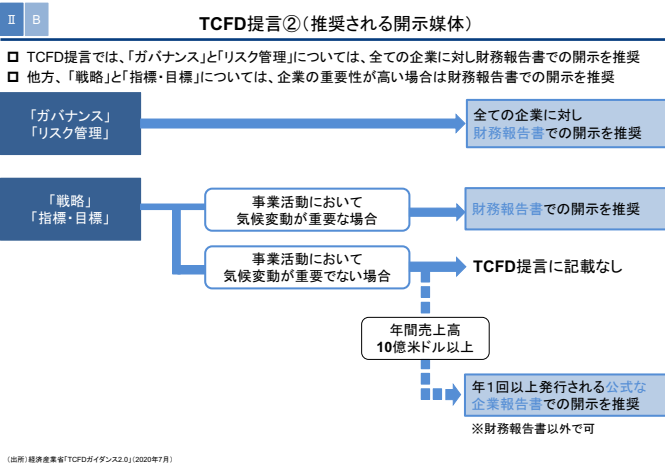 Ⅱ B
TCFD提言②(推奨される開示媒体)
TCFD提言では、「ガバナンス」と「リスク管理」については、全ての企業に対し財務報告書での開示を推奨
他方、「戦略」と「指標・目標」については、企業の重要性が高い場合は財務報告書での開示を推奨
「ガバナンス」
「リスク管理」
全ての企業に対し
財務報告書での開示を推奨
「戦略」
「指標・目標」
事業活動において
気候変動が重要な場合
財務報告書での開示を推奨
事業活動において
気候変動が重要でない場合
TCFD提言に記載なし
年間売上高
10億米ドル以上
年1回以上発行される公式な
企業報告書での開示を推奨
※財務報告書以外で可
(出所)経済産業省「TCFDガイダンス2.0」(2020年7月)